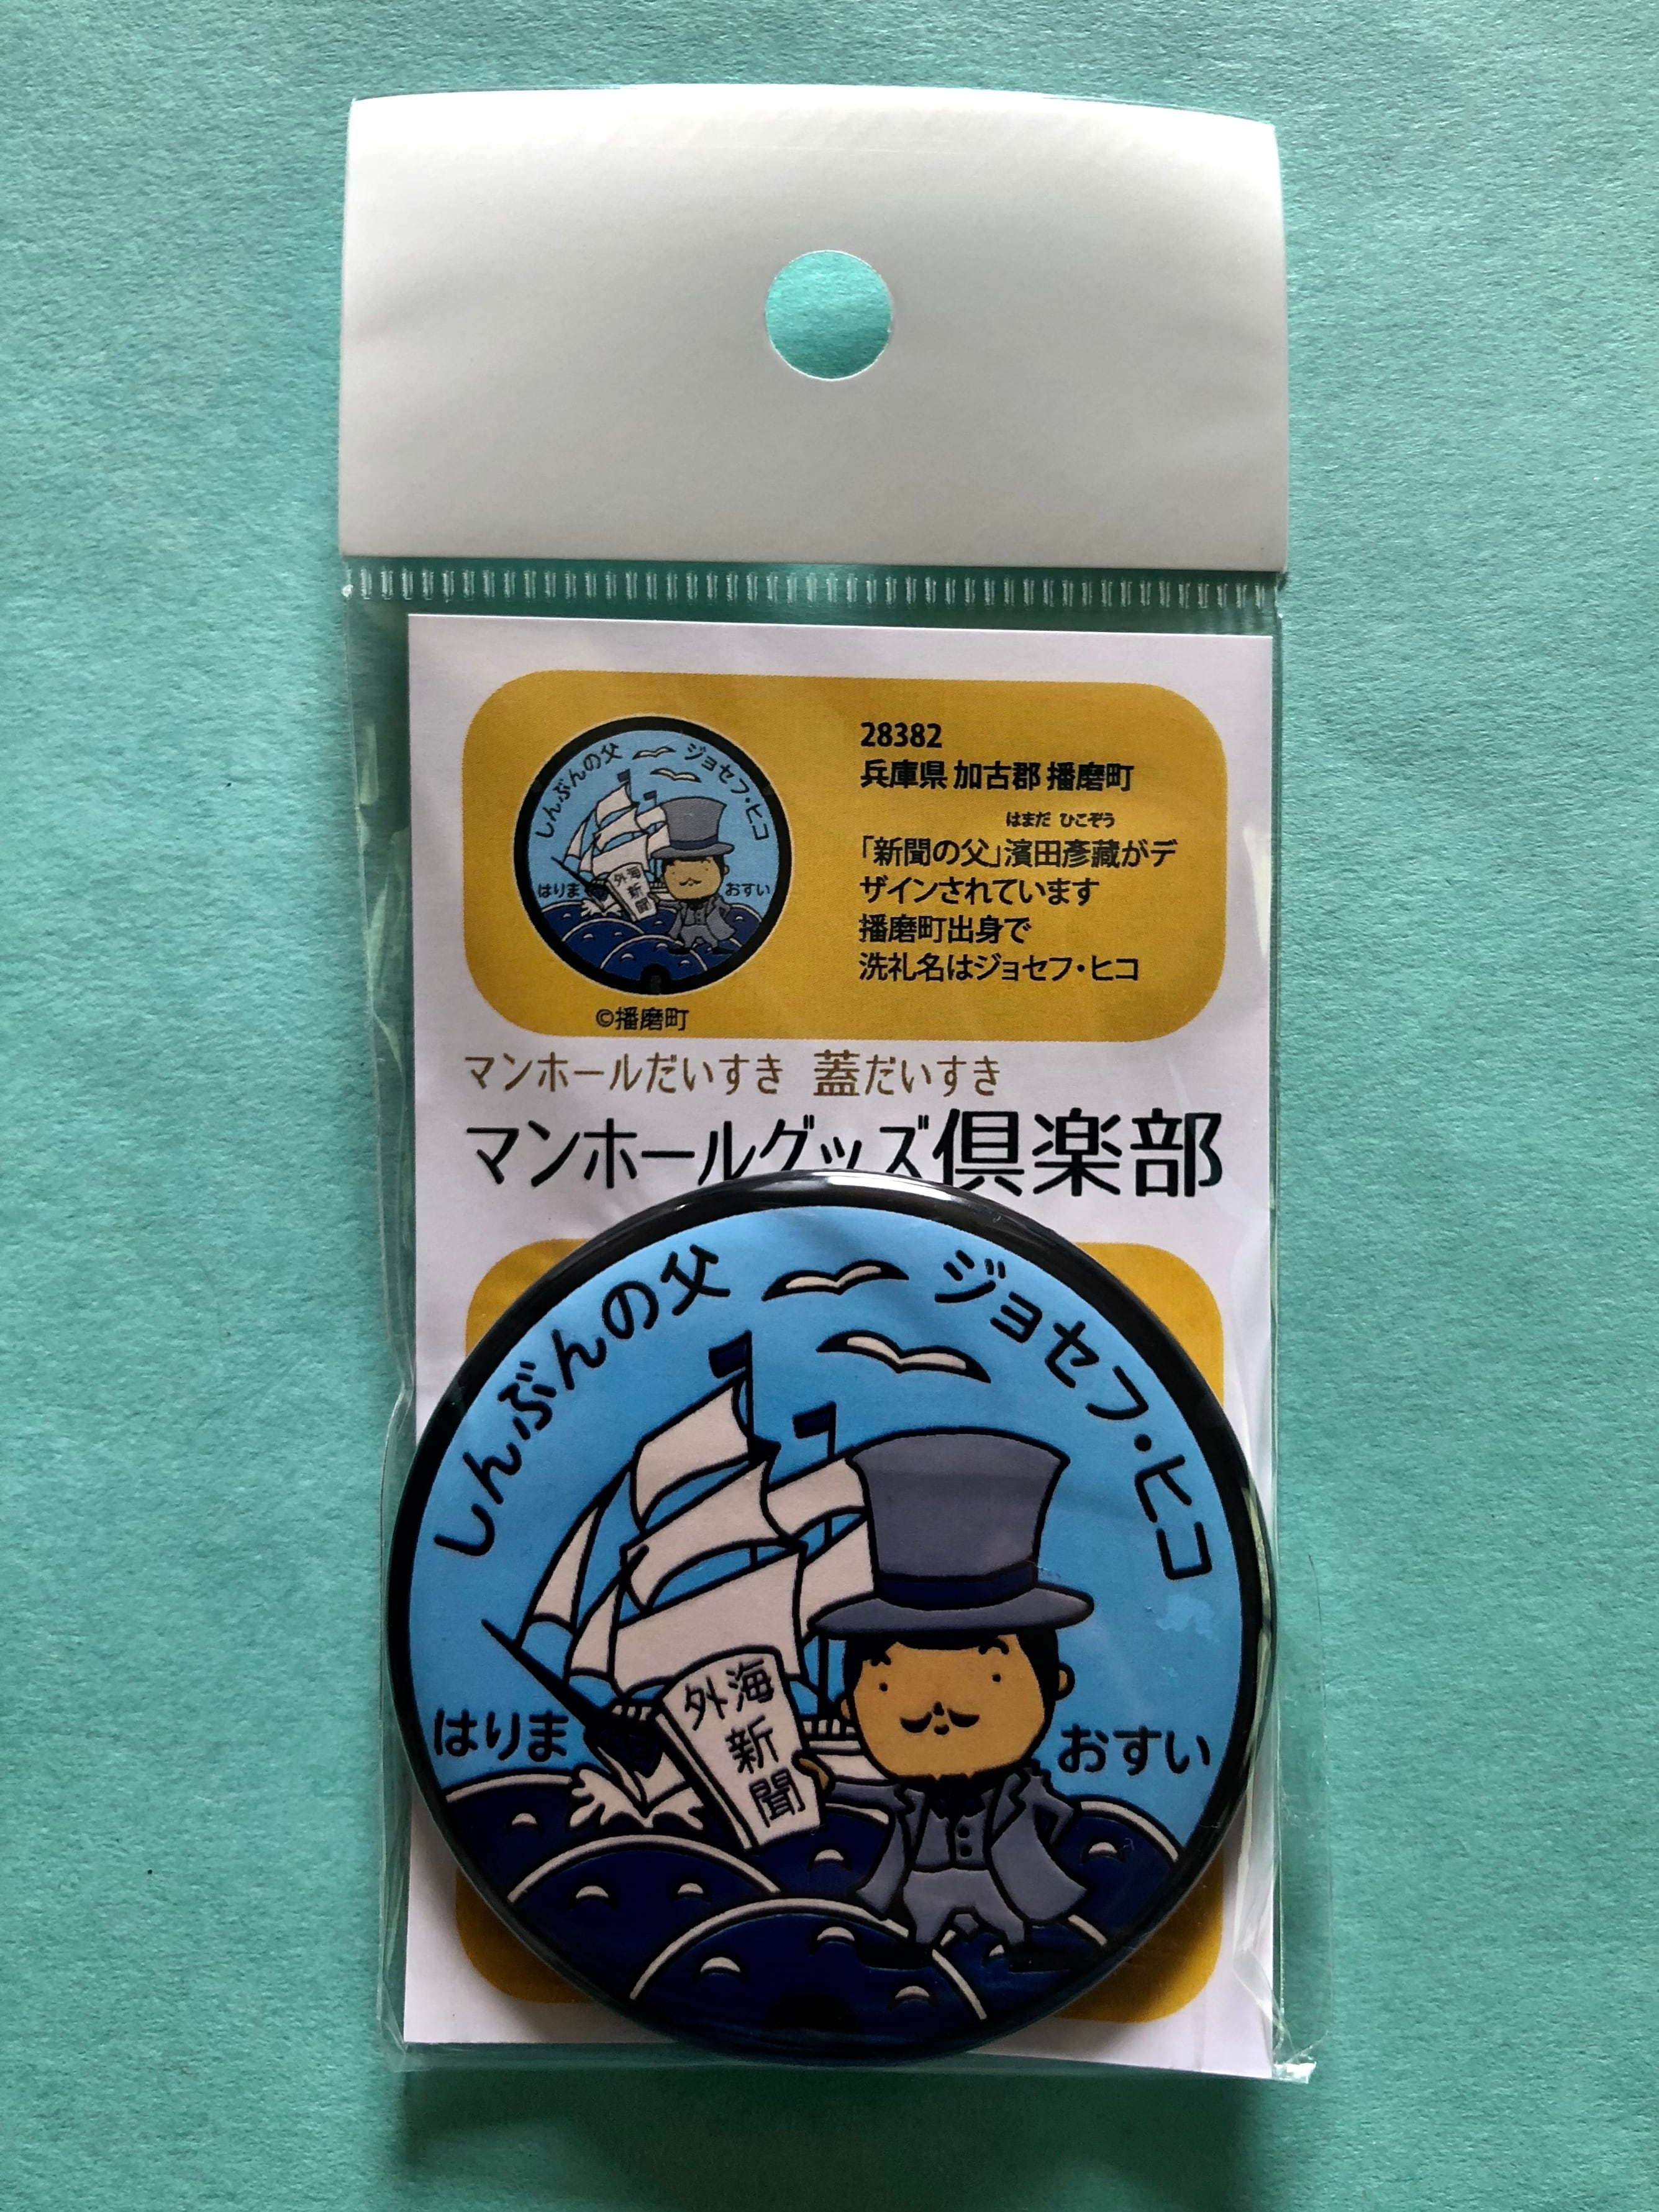 しんぶんの父 ジョセフ・ヒコ
はりま
おすい
外海
新
聞
©播磨町
28382
兵庫県 加古郡 播磨町
はまだ ひこぞう
「新聞の父」濱田彦藏がデ
ザインされています
播磨町出身で
洗礼名はジョセフ・ヒコ
マンホールだいすき 蓋だいすき
マンホールグッズ倶楽部
しんぶんの父 ジョセフ・ヒコ
はりま
おすい
外海
新
聞